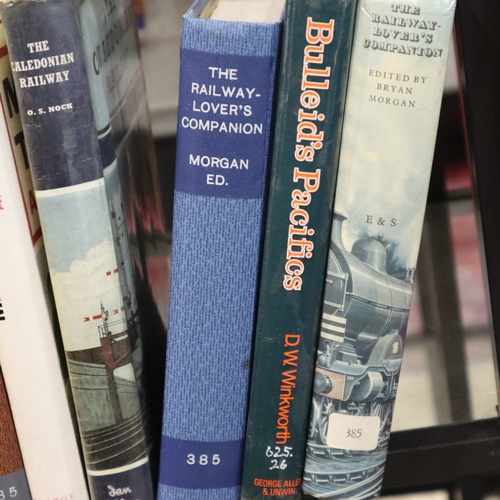 THE
CALEDONIAN
RAILWAY
O. S. NOCK
Ian
THE
RAILWAY-
LOVER'S
COMPANION
MORGAN
ED.
385
Bulleid's Pacifics
D.W. Winkworth
625.
26
GEORGE ALLEN
& UNWIN
THE
RAILWAY-
LOVER'S
COMPANION
EDITED BY
BRYAN
MORGAN
E & S
385